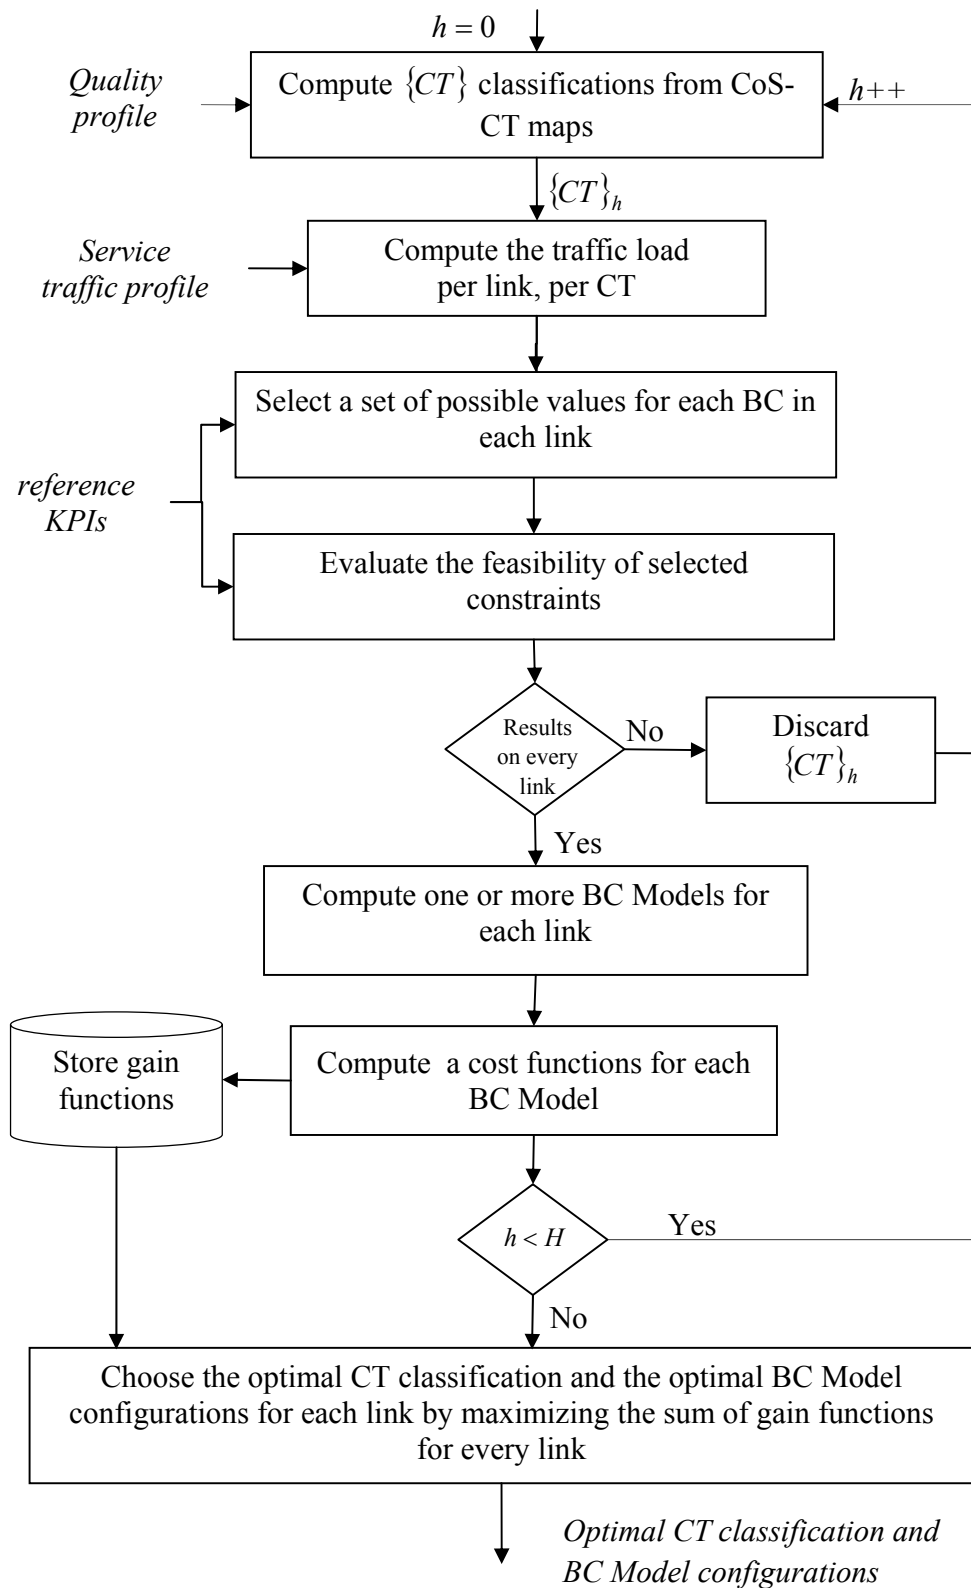 h = 0
Quality
profile
Compute {CT} classifications from CoS-
CT maps
h++
{CT}h
Service
traffic profile
Compute the traffic load
per link, per CT
Select a set of possible values for each BC in
each link
reference
KPIs
Evaluate the feasibility of selected
constraints
Results
on every
link
No
Discard
{CT}h
Yes
Compute one or more BC Models for
each link
Store gain
functions
Compute a cost functions for each
BC Model
h < H
Yes
No
Choose the optimal CT classification and the optimal BC Model
configurations for each link by maximizing the sum of gain functions
for every link
Optimal CT classification and
BC Model configurations